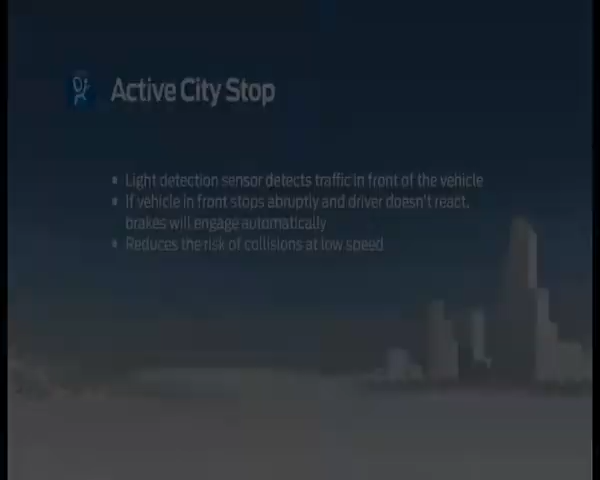 Active City Stop
▪ Light detection sensor detects traffic in front of the vehicle
▪ If vehicle in front stops abruptly and driver doesn't react,
brakes will engage automatically
▪ Reduces the risk of collisions at low speed